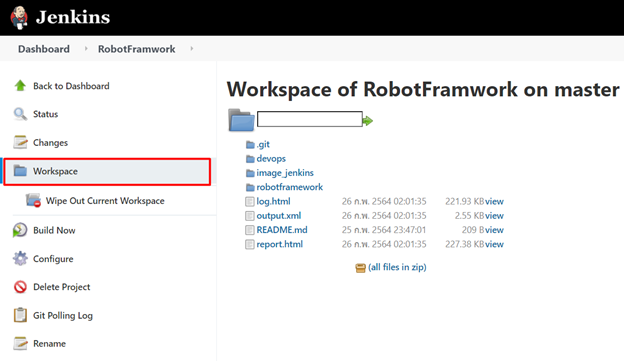 Jenkins
Dashboard
RobotFramwork
Back to Dashboard
Status
Changes
Workspace
Wipe Out Current Workspace
Build Now
Configure
Delete Project
Git Polling Log
Rename
Workspace of RobotFramwork on master
.git
devops
image_jenkins
robotframework
log.html 26 ก.พ. 2564 02:01:35 221.93 KB view
output.xml 26 ก.พ. 2564 02:01:35 2.55 KB view
README.md 25 ก.พ. 2564 23:47:01 209 B view
report.html 26 ก.พ. 2564 02:01:35 227.38 KB view
(all files in zip)